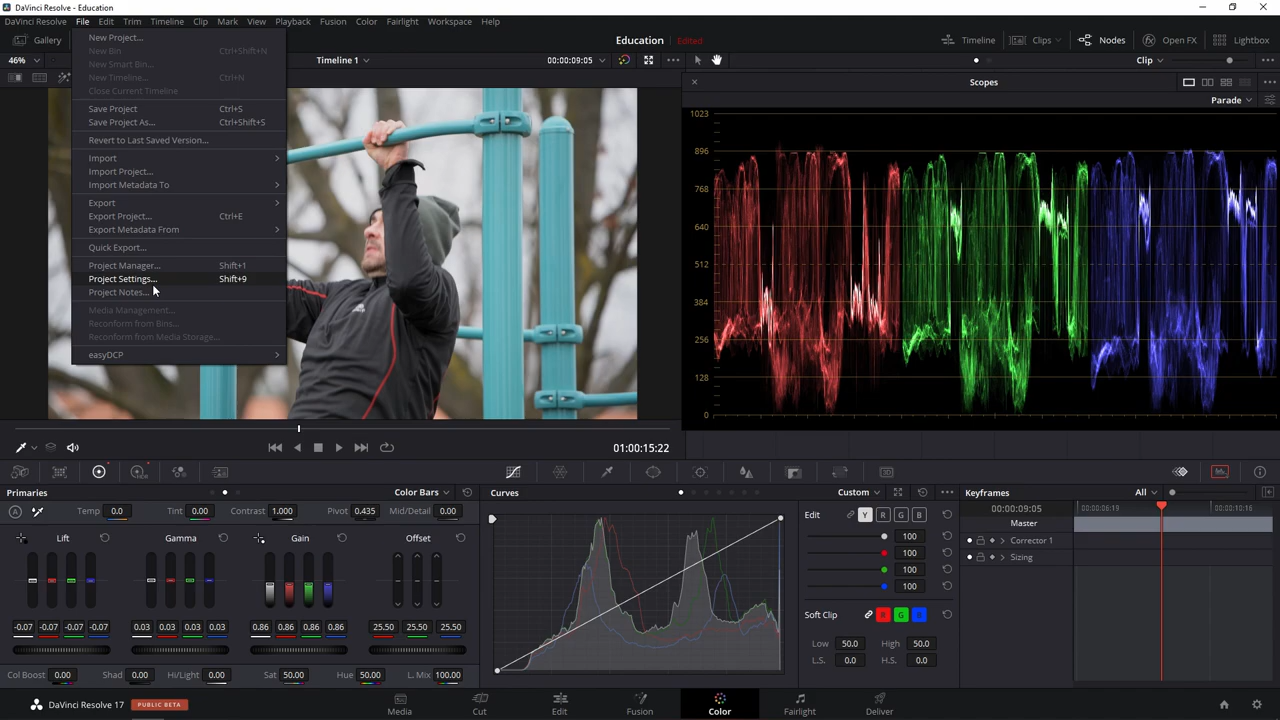 DaVinci Resolve - Education
DaVinci Resolve File Edit Trim Timeline Clip Mark View Playback Fusion Color Fairlight Workspace Help
Gallery
Education Edited
Timeline Clips Nodes Open FX Lightbox
46%
Timeline 1
00:00:09:05
Clip
New Project...
New Bin Ctrl+Shift+N
New Smart Bin...
New Timeline... Ctrl+N
Close Current Timeline
Save Project Ctrl+S
Save Project As... Ctrl+Shift+S
Revert to Last Saved Version...
Import
Import Project...
Import Metadata To
Export
Export Project... Ctrl+E
Export Metadata From
Quick Export...
Project Manager... Shift+1
Project Settings... Shift+9
Project Notes...
Media Management...
Reconform from Bins...
Reconform from Media Storage...
easyDCP
Scopes
Parade
1023
896
768
640
512
384
256
128
0
01:00:15:22
Primaries
Color Bars
Temp 0.0 Tint 0.00 Contrast 1.000 Pivot 0.435 Mid/Detail 0.00
Lift Gamma Gain Offset
-0.07 -0.07 -0.07 -0.07 0.03 0.03 0.03 0.03 0.86 0.86 0.86 0.86 25.50 25.50 25.50
Col Boost 0.00 Shad 0.00 Hi/Light 0.00 Sat 50.00 Hue 50.00 L. Mix 100.00
Curves
Custom
Edit Y R G B
100
100
100
100
Soft Clip R G B
Low 50.0 High 50.0
L.S. 0.0 H.S. 0.0
Keyframes
All
00:00:09:05
00:00:06:19 00:00:10:16
Master
Corrector 1
Sizing
DaVinci Resolve 17 PUBLIC BETA
Media Cut Edit Fusion Color Fairlight Deliver